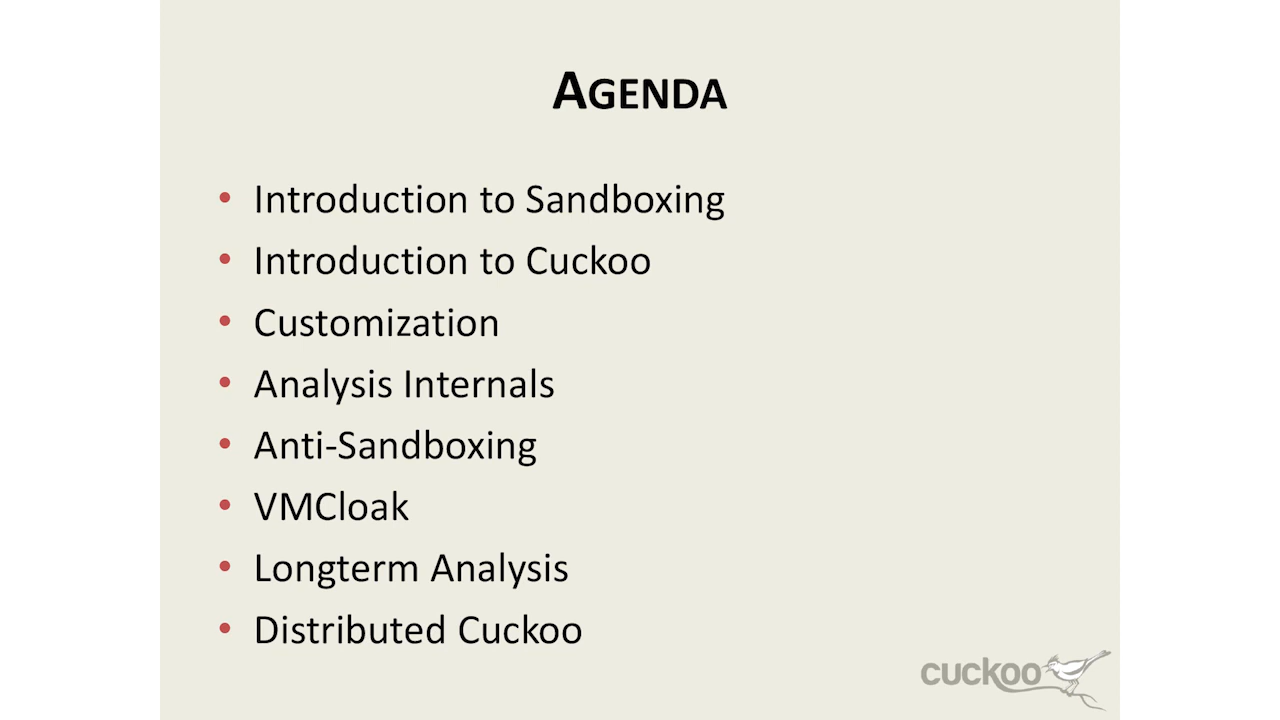 AGENDA
• Introduction to Sandboxing
• Introduction to Cuckoo
• Customization
• Analysis Internals
• Anti-Sandboxing
• VMCloak
• Longterm Analysis
• Distributed Cuckoo
cuckoo